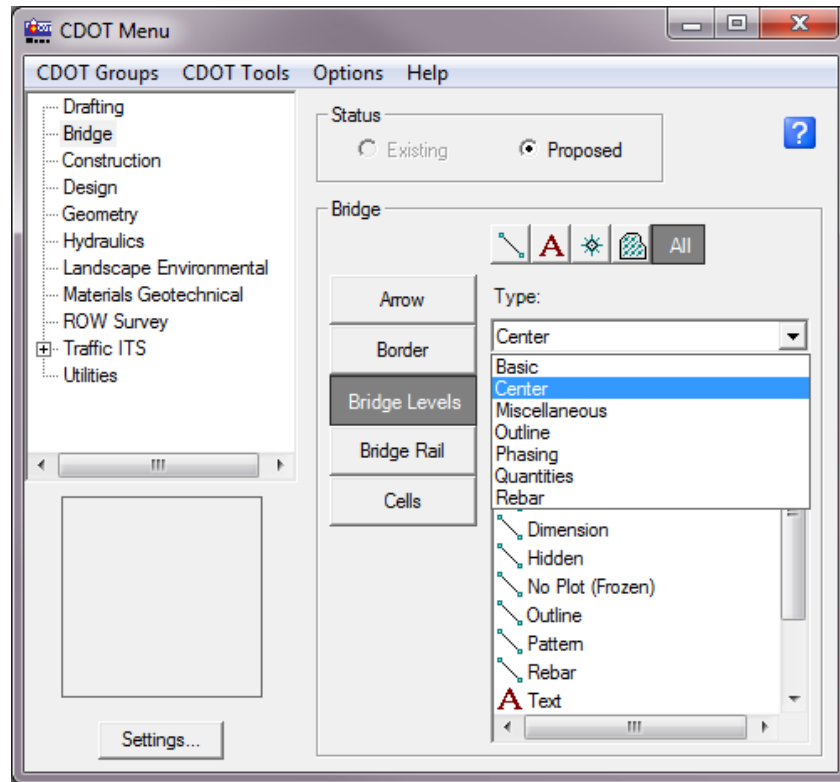 CDOT Menu
CDOT Groups CDOT Tools Options Help
Drafting
Bridge
Construction
Design
Geometry
Hydraulics
Landscape Environmental
Materials Geotechnical
ROW Survey
Traffic ITS
Utilities
Settings...
Status
Existing Proposed
?
Bridge
A All
Arrow
Border
Bridge Levels
Bridge Rail
Cells
Type:
Center
Basic
Center
Miscellaneous
Outline
Phasing
Quantities
Rebar
Dimension
Hidden
No Plot (Frozen)
Outline
Pattern
Rebar
A Text